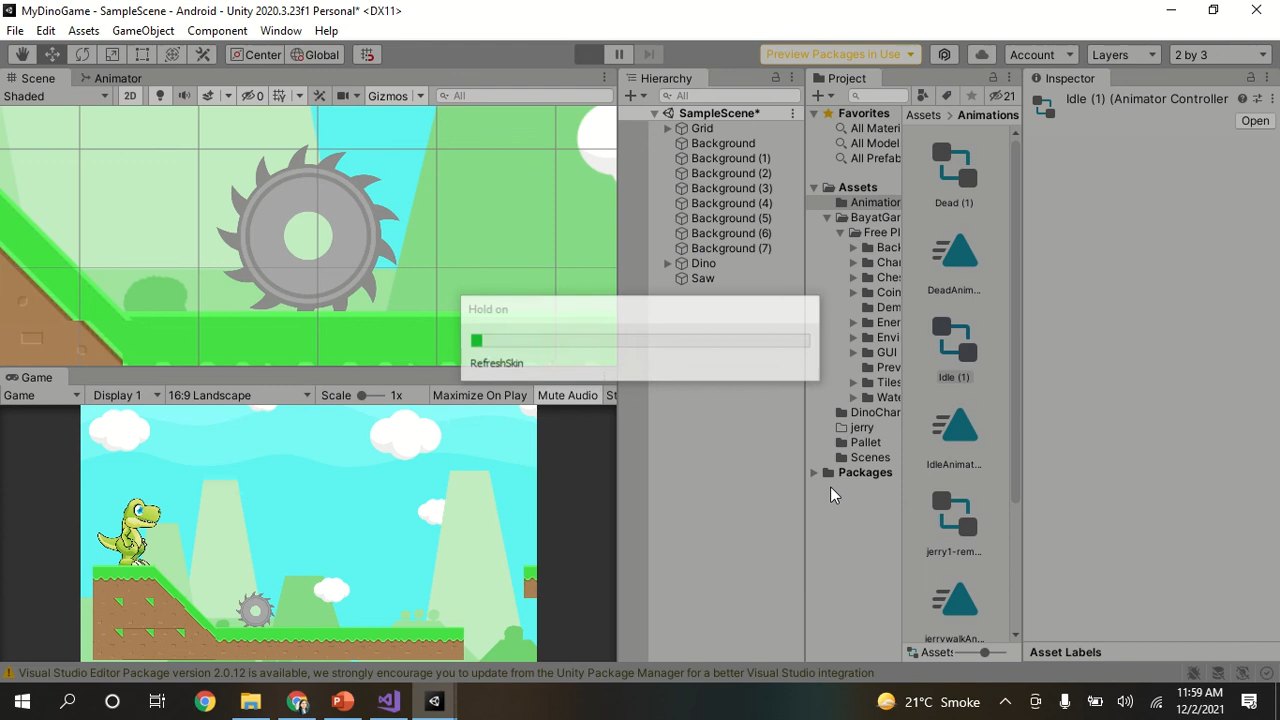 MyDinoGame - SampleScene - Android - Unity 2020.3.23f1 Personal* <DX11>
File Edit Assets GameObject Component Window Help
Center Global Preview Packages in Use Account Layers 2 by 3
Scene Animator
Shaded 2D 0 Gizmos All
Hierarchy
All
SampleScene*
Grid
Background
Background (1)
Background (2)
Background (3)
Background (4)
Background (5)
Background (6)
Background (7)
Dino
Saw
Project
21
Favorites
All Materi
All Model
All Prefab
Assets
Animation
BayatGar
Free Pl
Back
Char
Ches
Coin
Dem
Ener
Envi
GUI
Prev
Tiles
Wate
DinoChar
jerry
Pallet
Scenes
Packages
Assets Animations
Dead (1)
DeadAnim...
Idle (1)
IdleAnimat...
jerry1-rem...
jerrywalkAn...
Assets
Inspector
Idle (1) (Animator Controller
Open
Asset Labels
Hold on
RefreshSkin
Game
Game Display 1 16:9 Landscape Scale 1x Maximize On Play Mute Audio St
Visual Studio Editor Package version 2.0.12 is available, we strongly encourage you to update from the Unity Package Manager for a better Visual Studio integration
21°C Smoke
11:59 AM
12/2/2021